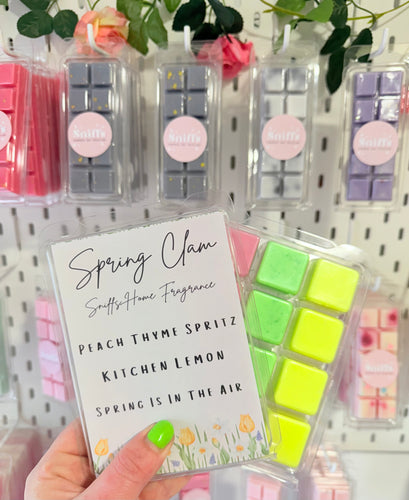 Sniffs
Sniffs
Sniffs
Sniffs
Spring Clam
Sniffs Home Fragrance
PEACH THYME SPRITZ
KITCHEN LEMON
SPRING IS IN THE AIR
Sniffs